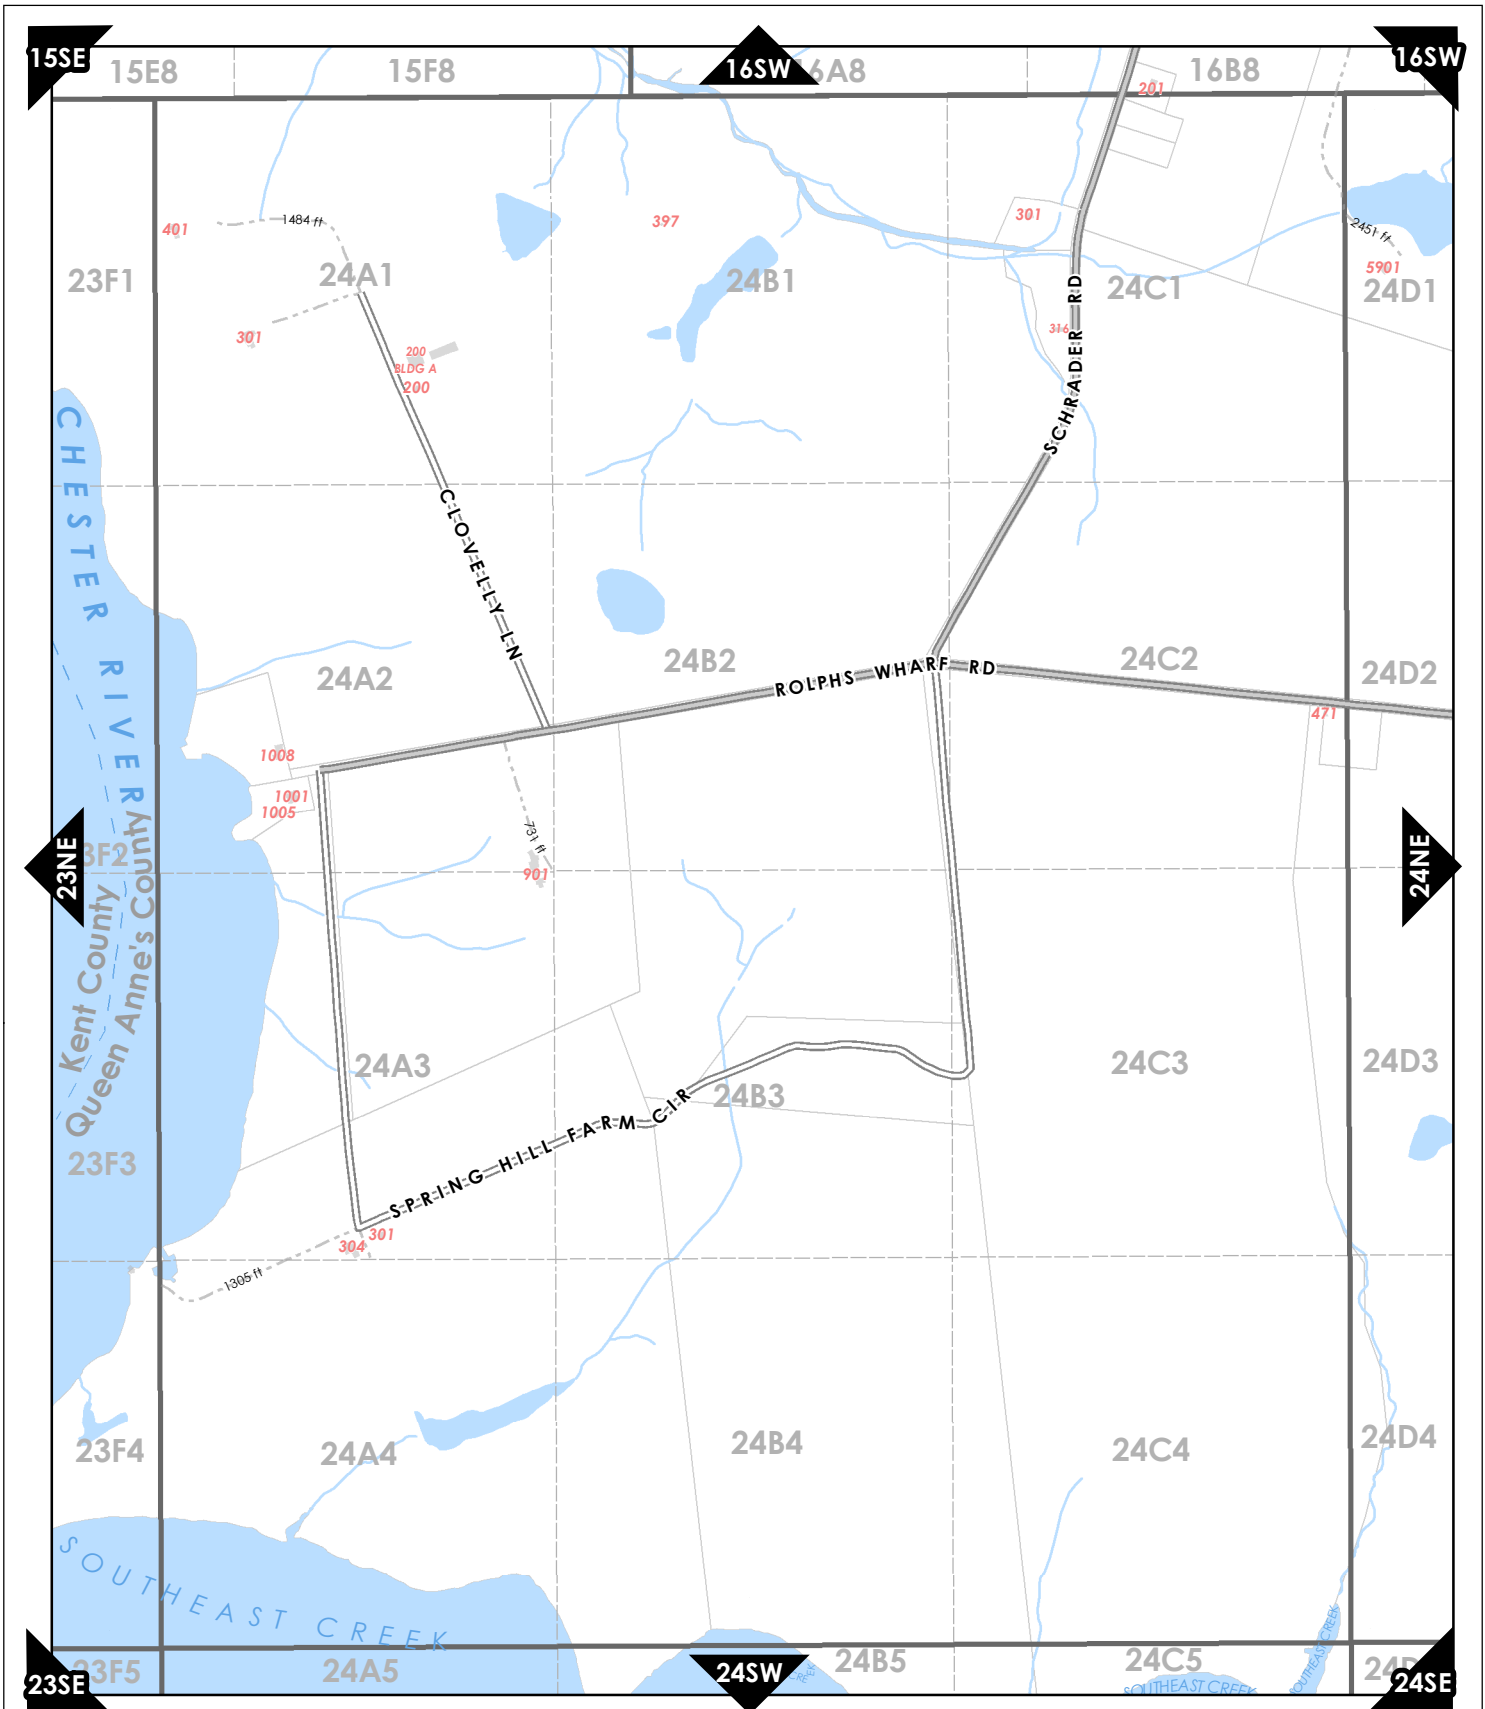 15SE
15E8
15F8
16SW
16A8
16B8
16SW
201
401
1484 ft
397
301
2451 ft
5901
23F1
24A1
24B1
24C1
24D1
301
316
200
BLDG A
200
SCHRADER RD
CHESTER RIVER
CLOVELLY LN
24A2
24B2
24C2
24D2
ROLPHS WHARF RD
471
1008
1001
1005
731 ft
901
23NE
3F2
24NE
Kent County
Queen Anne's County
24A3
24B3
24C3
24D3
23F3
SPRING HILL FARM CIR
301
304
1305 ft
23F4
24A4
24B4
24C4
24D4
SOUTHEAST CREEK
SOUTHEAST CREEK
23SE
23F5
24A5
24SW
24B5
24C5
SOUTHEAST CREEK
24D
24SE